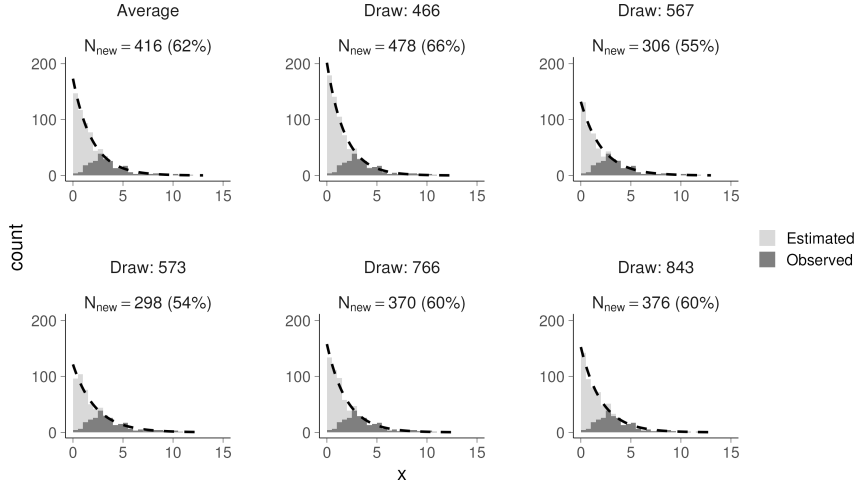 Average
N_new = 416 (62%)
200
100
0
0 5 10 15
Draw: 466
N_new = 478 (66%)
200
100
0
0 5 10 15
Draw: 567
N_new = 306 (55%)
200
100
0
0 5 10 15
Draw: 573
N_new = 298 (54%)
200
100
0
0 5 10 15
Draw: 766
N_new = 370 (60%)
200
100
0
0 5 10 15
Draw: 843
N_new = 376 (60%)
200
100
0
0 5 10 15
count
x
Estimated
Observed